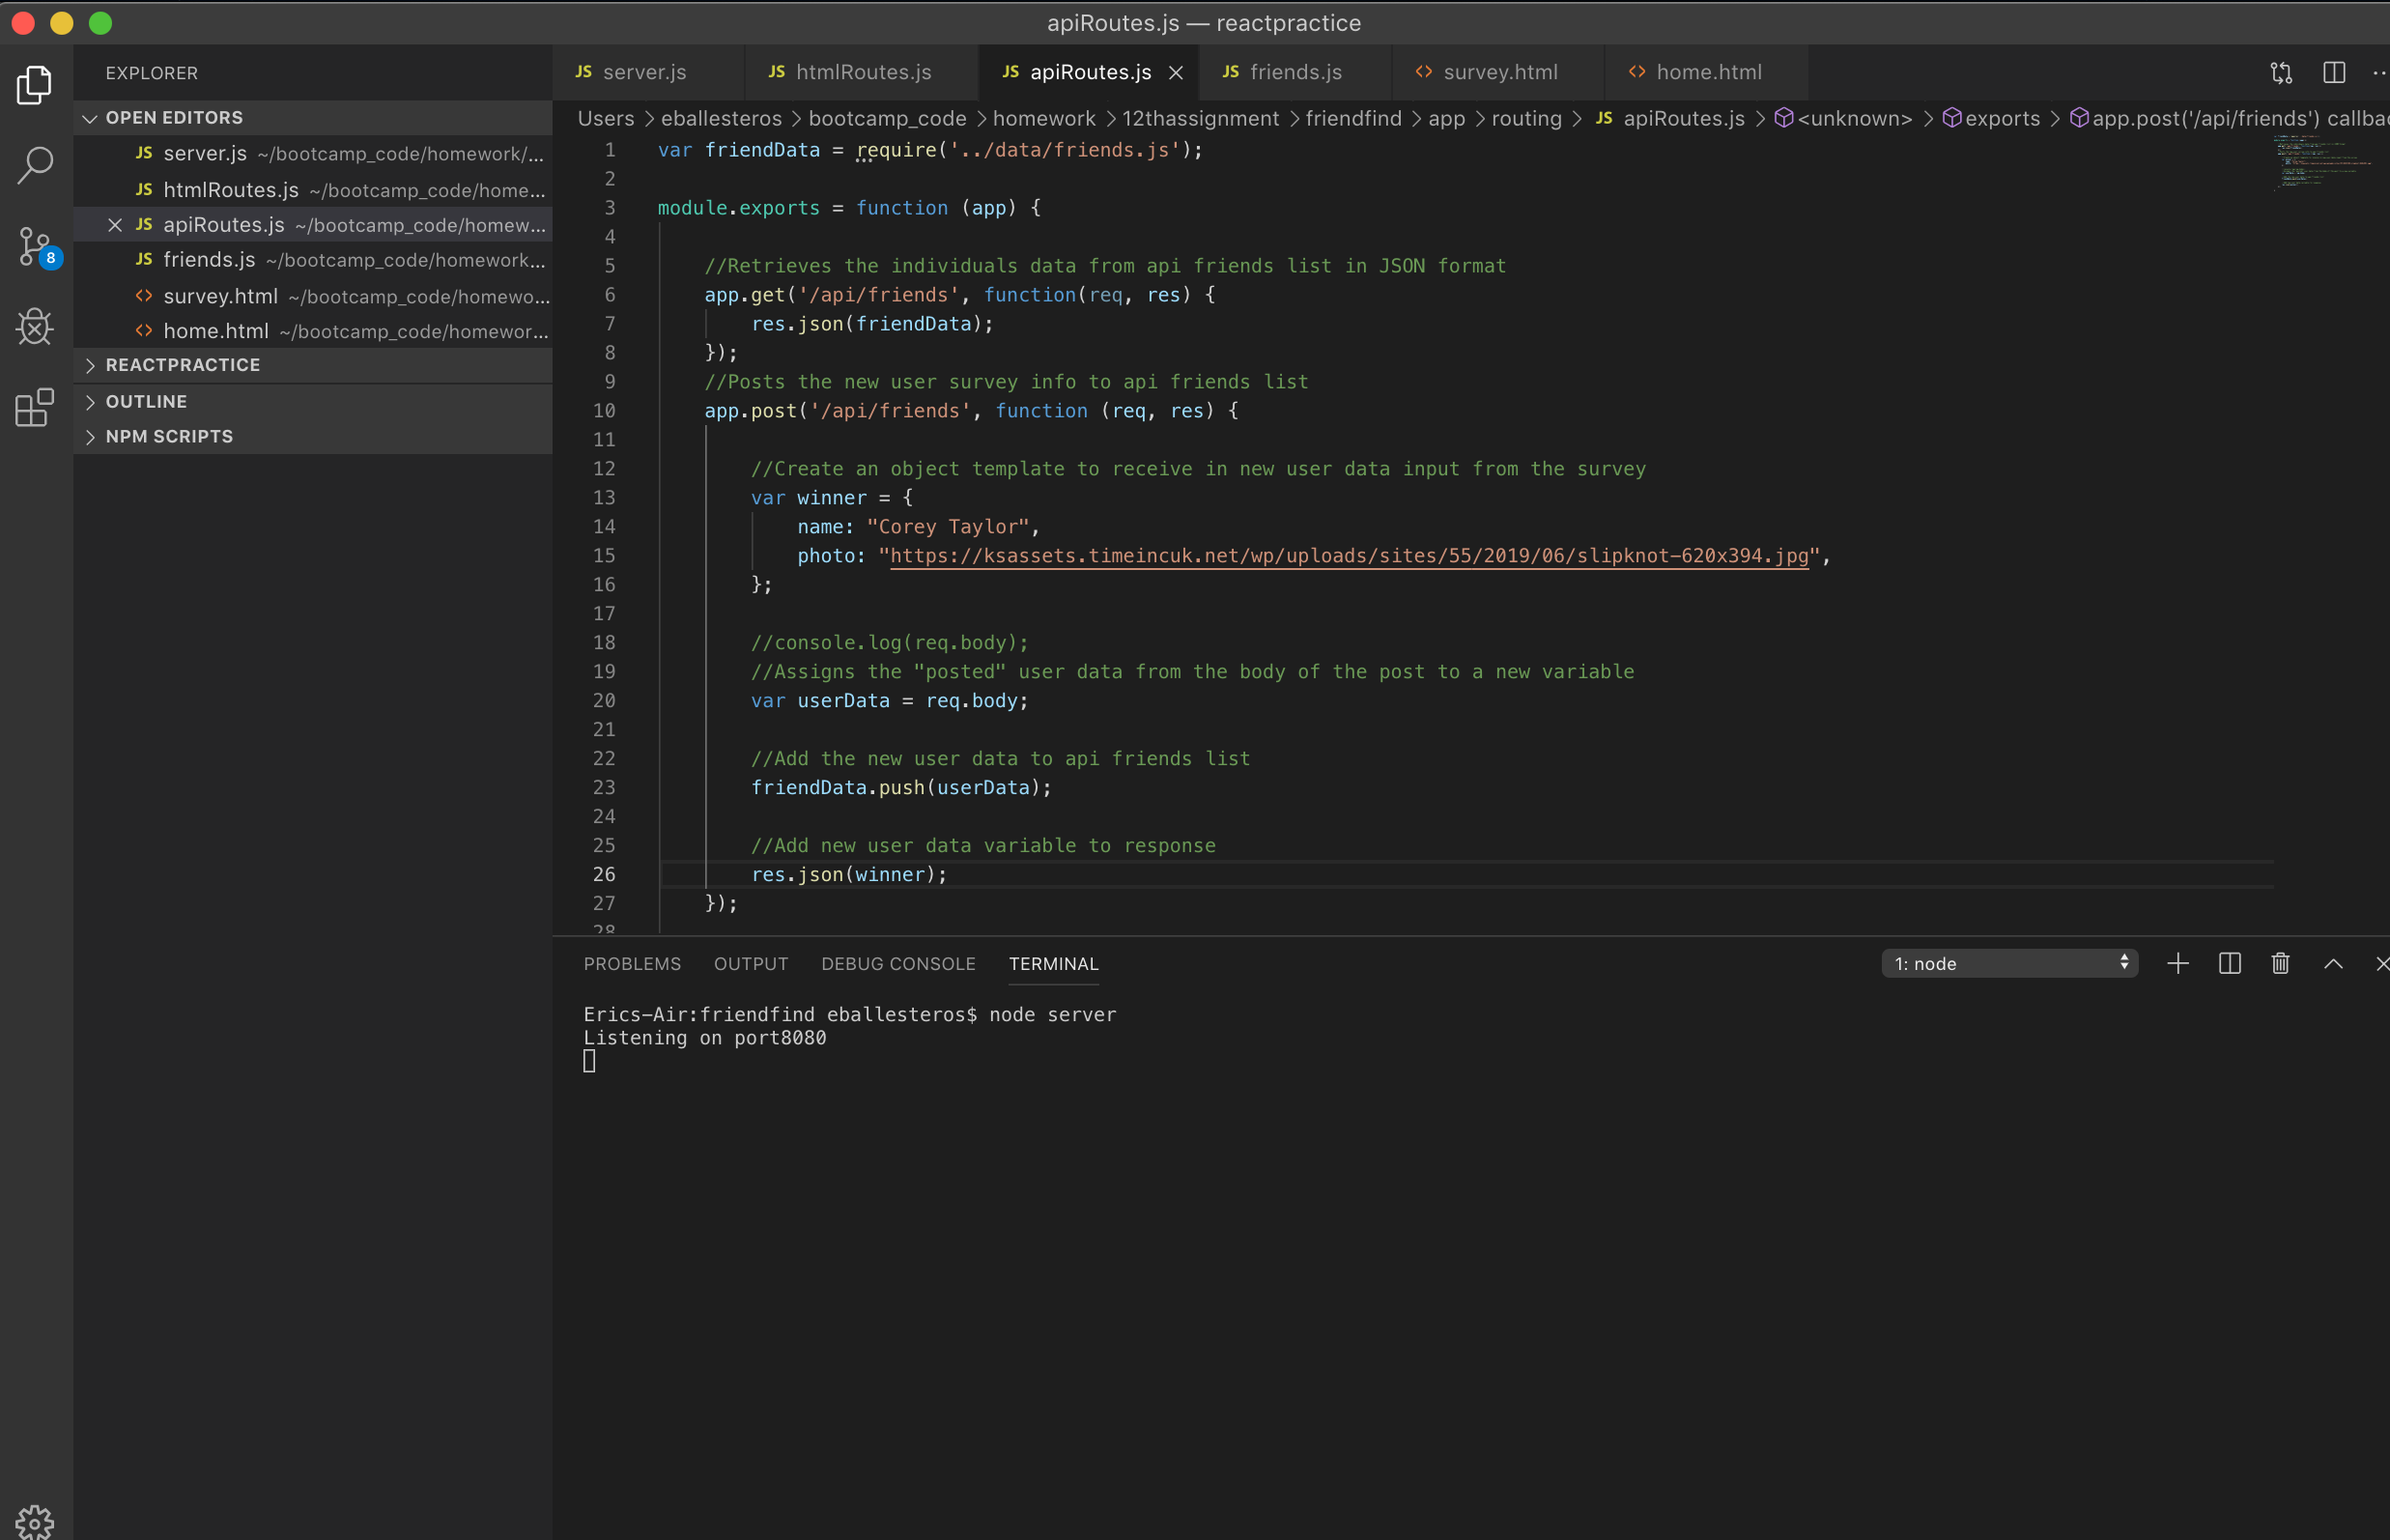 apiRoutes.js — reactpractice
EXPLORER
OPEN EDITORS
JS server.js ~/bootcamp_code/homework/...
JS htmlRoutes.js ~/bootcamp_code/home...
JS apiRoutes.js ~/bootcamp_code/homew...
JS friends.js ~/bootcamp_code/homework...
survey.html ~/bootcamp_code/homewo...
home.html ~/bootcamp_code/homewor...
REACTPRACTICE
OUTLINE
NPM SCRIPTS
8
JS server.js JS htmlRoutes.js JS apiRoutes.js JS friends.js <> survey.html <> home.html
Users > eballesteros > bootcamp_code > homework > 12thassignment > friendfind > app > routing > JS apiRoutes.js > <unknown> > exports > app.post('/api/friends') callbac
1 var friendData = require('../data/friends.js');
2
3 module.exports = function (app) {
4
5 //Retrieves the individuals data from api friends list in JSON format
6 app.get('/api/friends', function(req, res) {
7 res.json(friendData);
8 });
9 //Posts the new user survey info to api friends list
10 app.post('/api/friends', function (req, res) {
11
12 //Create an object template to receive in new user data input from the survey
13 var winner = {
14 name: "Corey Taylor",
15 photo: "https://ksassets.timeincuk.net/wp/uploads/sites/55/2019/06/slipknot-620x394.jpg",
16 };
17
18 //console.log(req.body);
19 //Assigns the "posted" user data from the body of the post to a new variable
20 var userData = req.body;
21
22 //Add the new user data to api friends list
23 friendData.push(userData);
24
25 //Add new user data variable to response
26 res.json(winner);
27 });
28
PROBLEMS OUTPUT DEBUG CONSOLE TERMINAL
1: node
Erics-Air:friendfind eballesteros$ node server
Listening on port8080